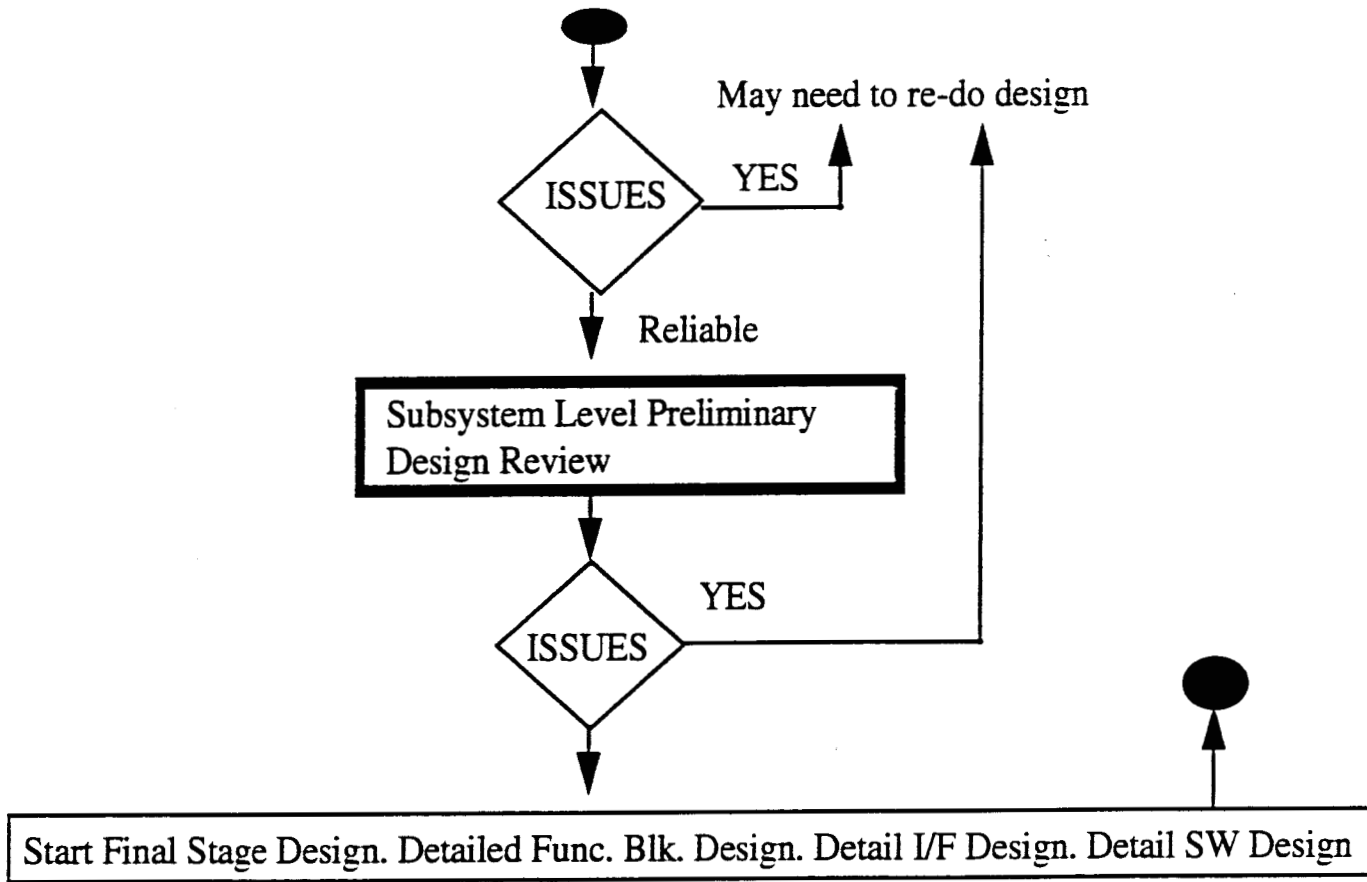 May need to re-do design
YES
ISSUES
Reliable
Subsystem Level Preliminary
Design Review
YES
ISSUES
Start Final Stage Design. Detailed Func. Blk. Design. Detail I/F Design. Detail SW Design